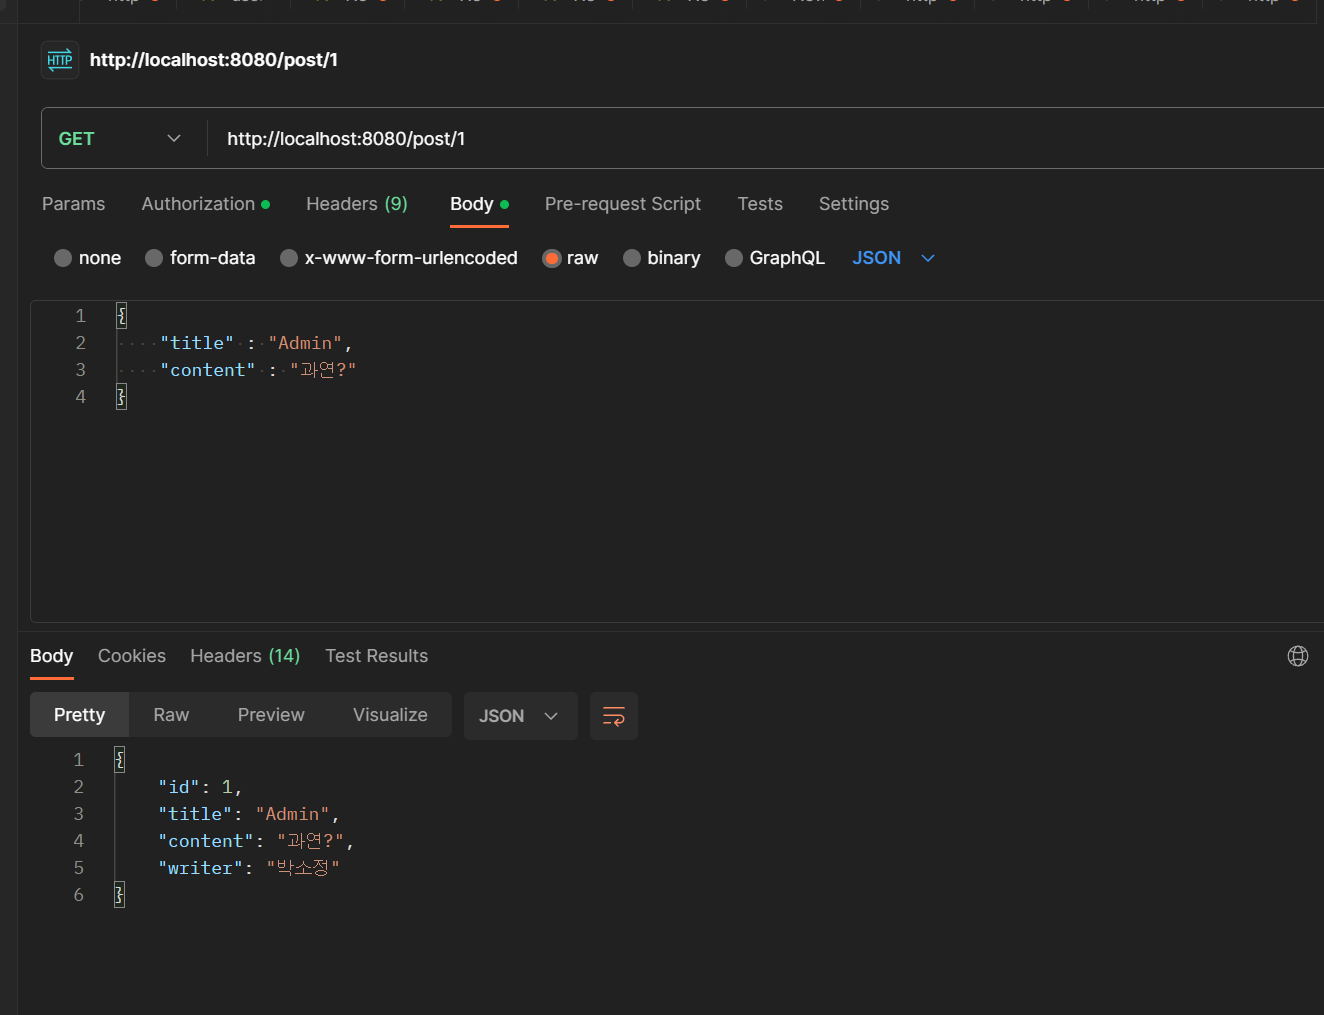 HTTP http://localhost:8080/post/1
GET http://localhost:8080/post/1
Params Authorization Headers (9) Body Pre-request Script Tests Settings
none form-data x-www-form-urlencoded raw binary GraphQL JSON
1 {
2 "title" : "Admin",
3 "content" : "과연?"
4 }
Body Cookies Headers (14) Test Results
Pretty Raw Preview Visualize JSON
1 {
2 "id": 1,
3 "title": "Admin",
4 "content": "과연?",
5 "writer": "박소정"
6 }